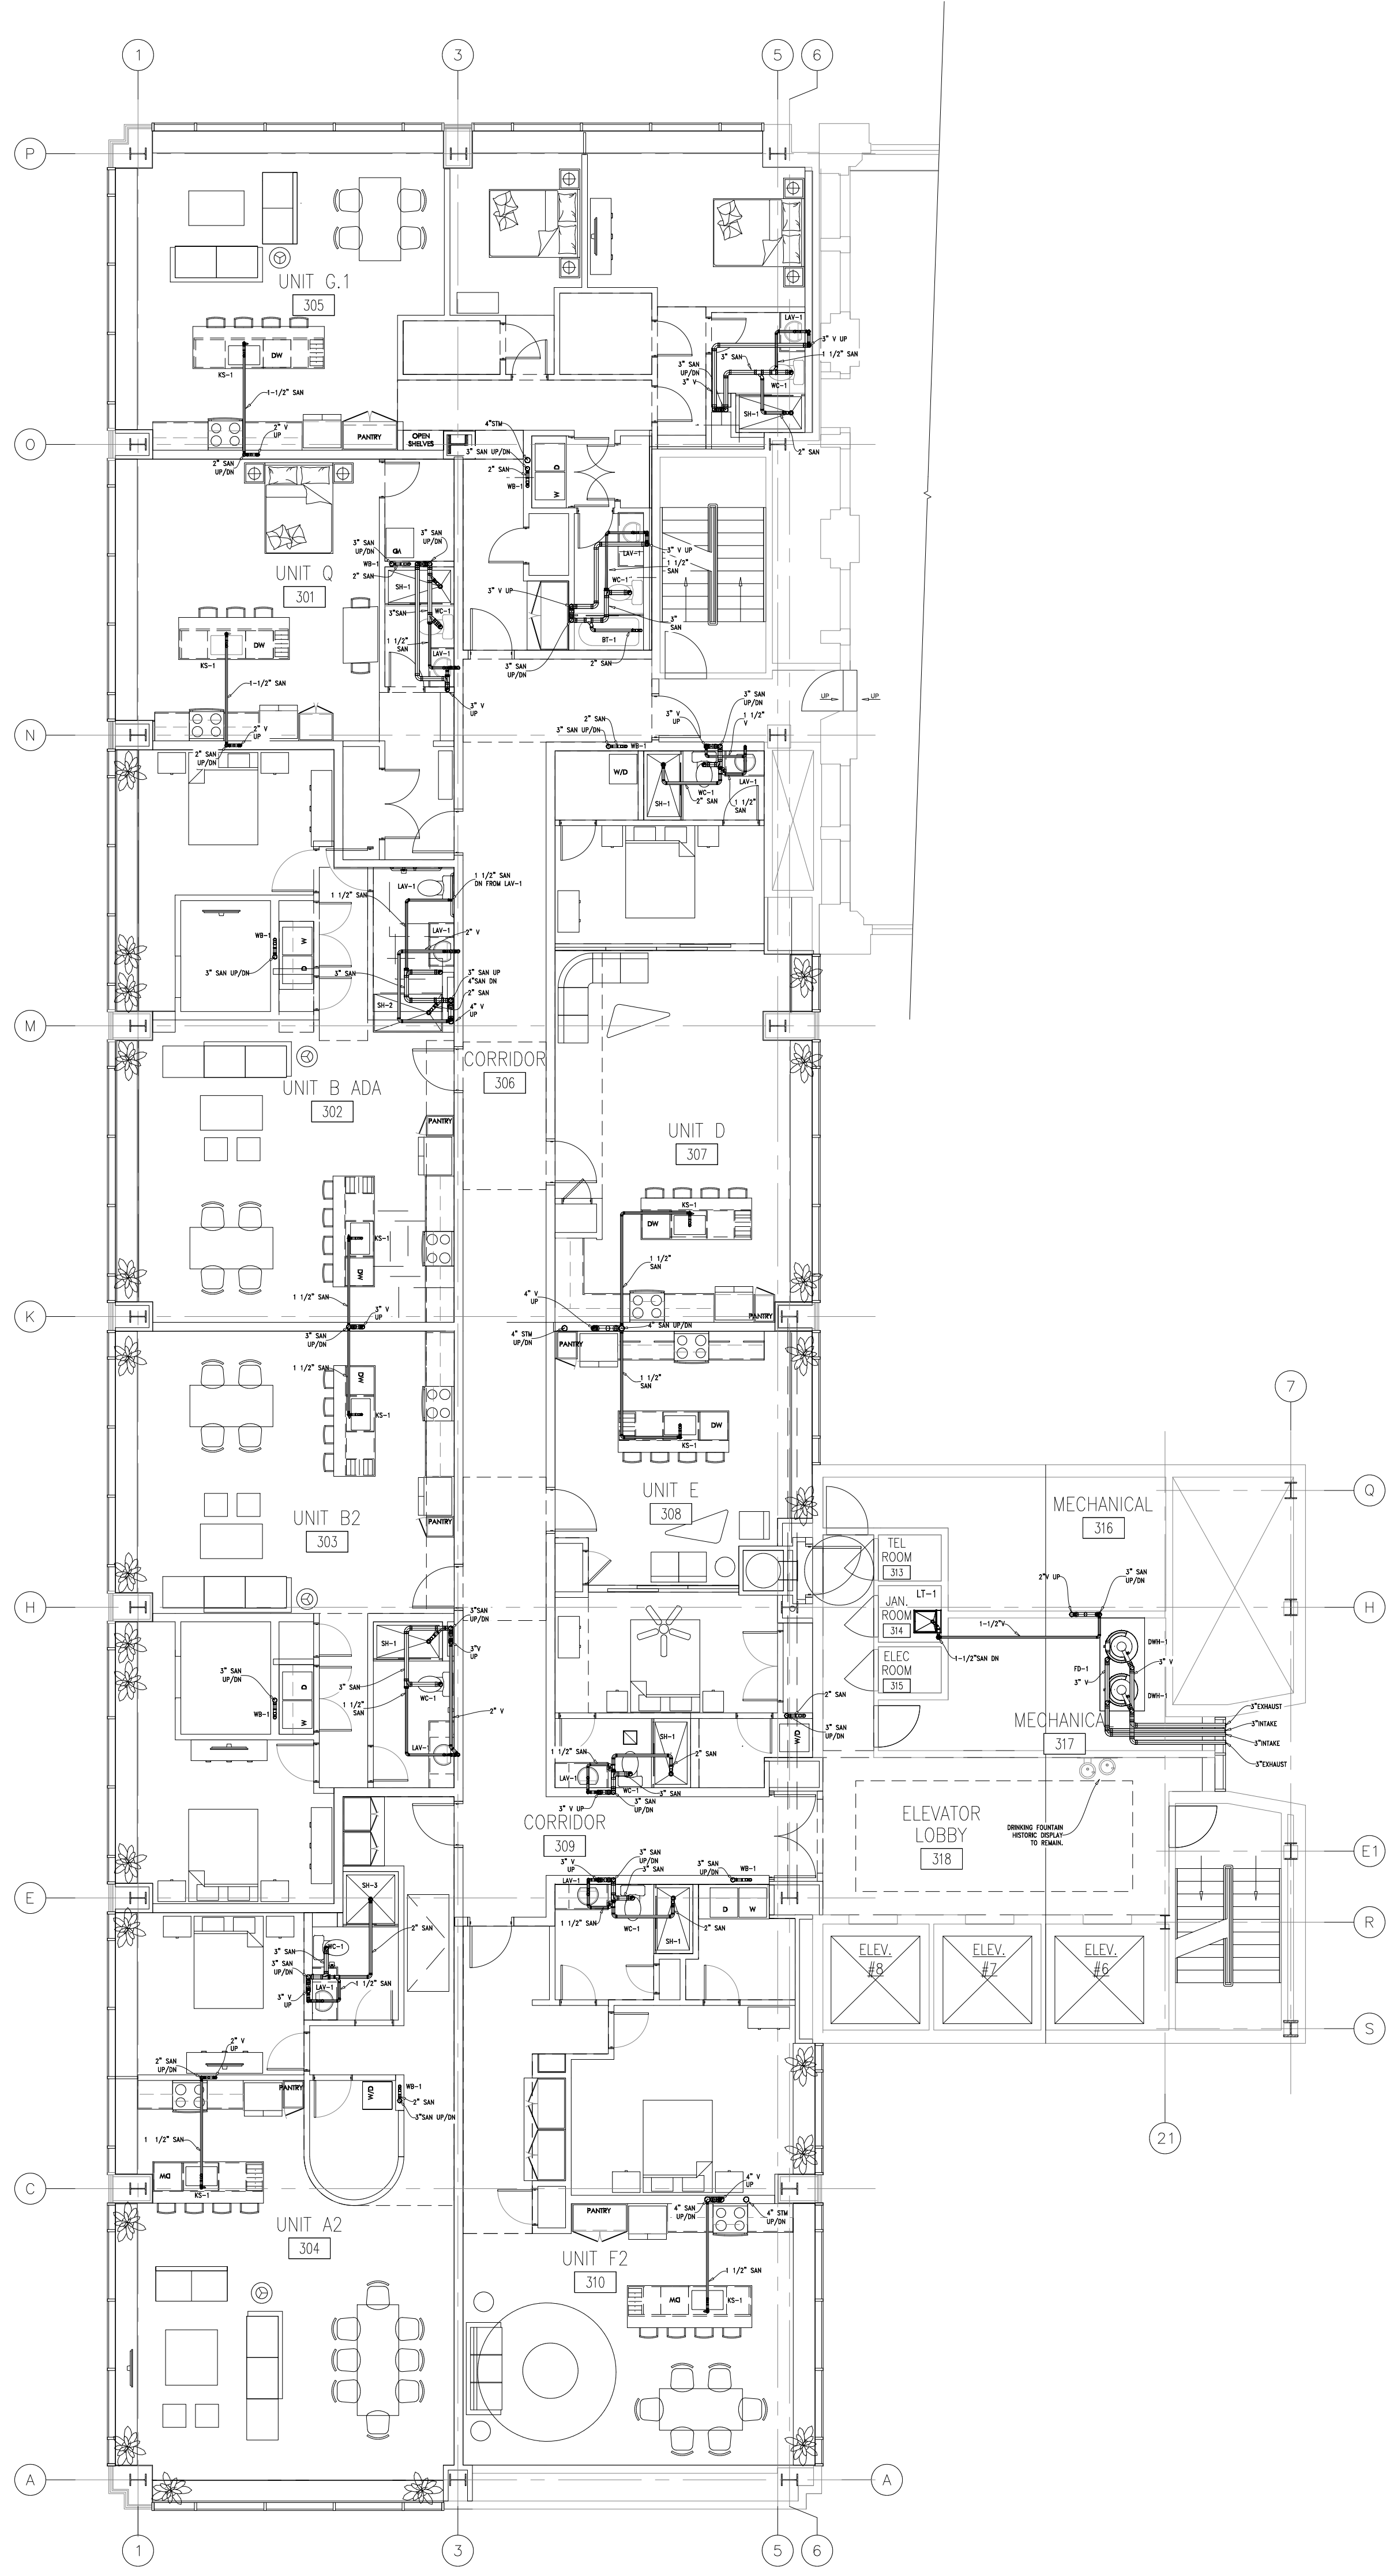 1
3
5
6
P
UNIT G.1
305
LAV-1
3" V UP
1 1/2" SAN
3" SAN
3" SAN
UP/DN
3" V
WC-1
DW
KS-1
1-1/2" SAN
SH-1
2" SAN
O
2" V
UP
PANTRY
OPEN
SHELVES
4"STM
3" SAN UP/DN
2" SAN
WB-1
2" SAN
UP/DN
D
W
3" SAN
UP/DN
3" SAN
UP/DN
WB-1
2" SAN
DW
LAV-1
3" V UP
1 1/2"
SAN
UNIT Q
301
SH-1
WC-1
3" V UP
3"SAN
WC-1
3"
SAN
DW
KS-1
1 1/2"
SAN
LAV-1
BT-1
2" SAN
3" SAN
UP/DN
1-1/2" SAN
3" V
UP
UP
UP
N
2" V
UP
2" SAN
UP/DN
2" SAN
3" SAN UP/DN
WB-1
3" V
UP
3" SAN
UP/DN
1 1/2"
V
W/D
SH-1
WC-1
2" SAN
LAV-1
1 1/2"
SAN
LAV-1
1 1/2" SAN
DN FROM LAV-1
1 1/2" SAN
LAV-1
2" V
WB-1
W
D
3" SAN UP/DN
3" SAN
3" SAN UP
4"SAN DN
2" SAN
SH-2
4" V
UP
M
CORRIDOR
306
UNIT B ADA
302
PANTRY
UNIT D
307
KS-1
DW
KS-1
DW
1 1/2"
SAN
1 1/2" SAN
K
3" V
UP
3" SAN
UP/DN
4" V
UP
4" STM
UP/DN
4" SAN UP/DN
PANTRY
PANTRY
1 1/2" SAN
DW
KS-1
1 1/2"
SAN
DW
KS-1
7
UNIT B2
303
PANTRY
UNIT E
308
MECHANICAL
316
Q
TEL
ROOM
313
JAN.
ROOM
314
LT-1
2"V UP
3" SAN
UP/DN
H
H
1-1/2"V
1-1/2"SAN DN
ELEC
ROOM
315
DWH-1
FD-1
3" V
3" V
DWH-1
3"EXHAUST
3"INTAKE
3"INTAKE
3"EXHAUST
MECHANICAL
317
3"SAN
UP/DN
SH-1
3"V
UP
3" SAN
UP/DN
D
W
WB-1
3" SAN
WC-1
1 1/2"
SAN
2" V
LAV-1
2" SAN
3" SAN
UP/DN
W/D
1 1/2" SAN
SH-1
2" SAN
LAV-1
WC-1
3" SAN
3" V UP
3" SAN
UP/DN
CORRIDOR
309
ELEVATOR
LOBBY
318
DRINKING FOUNTAIN
HISTORIC DISPLAY
TO REMAIN.
E1
3" V
UP
3" SAN
UP/DN
3" SAN
3" SAN
UP/DN
WB-1
E
SH-3
LAV-1
D
W
WC-1
1 1/2" SAN
SH-1
2" SAN
R
2" SAN
3" SAN
WC-1
3" SAN
UP/DN
LAV-1
1 1/2" SAN
3" V
UP
ELEV.
#8
ELEV.
#7
ELEV.
#6
S
2" V
UP
2" SAN
UP/DN
PANTRY
W/D
WB-1
2" SAN
3"SAN UP/DN
21
1 1/2" SAN
DW
KS-1
C
4" V
UP
4" SAN
UP/DN
4" STM
UP/DN
PANTRY
UNIT A2
304
UNIT F2
310
1 1/2" SAN
DW
KS-1
A
A
1
3
5
6